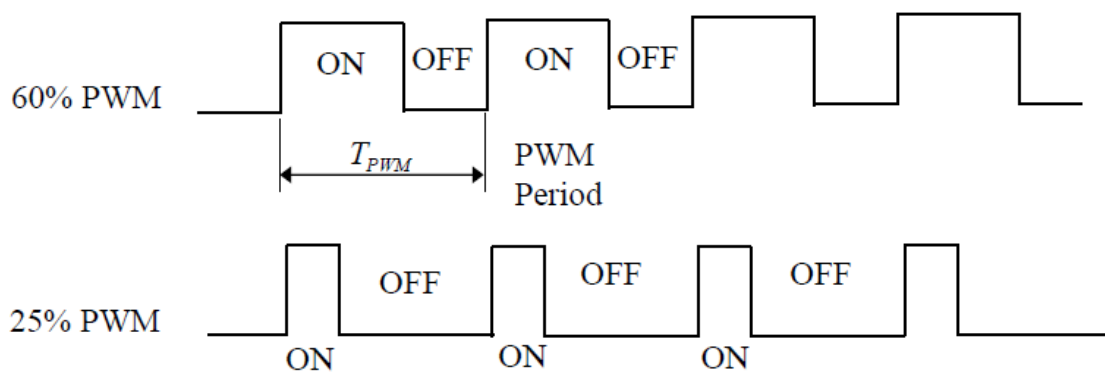 ON OFF ON OFF
60% PWM
T_PWM PWM
Period
OFF OFF OFF
25% PWM
ON ON ON